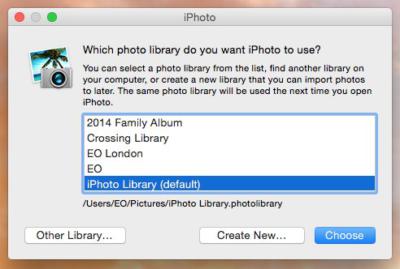 iPhoto
Which photo library do you want iPhoto to use?
You can select a photo library from the list, find another library on
your computer, or create a new library that you can import photos
to later. The same photo library will be used the next time you open
iPhoto.
2014 Family Album
Crossing Library
EO London
EO
iPhoto Library (default)
/Users/EO/Pictures/iPhoto Library.photolibrary
Other Library...
Create New...
Choose